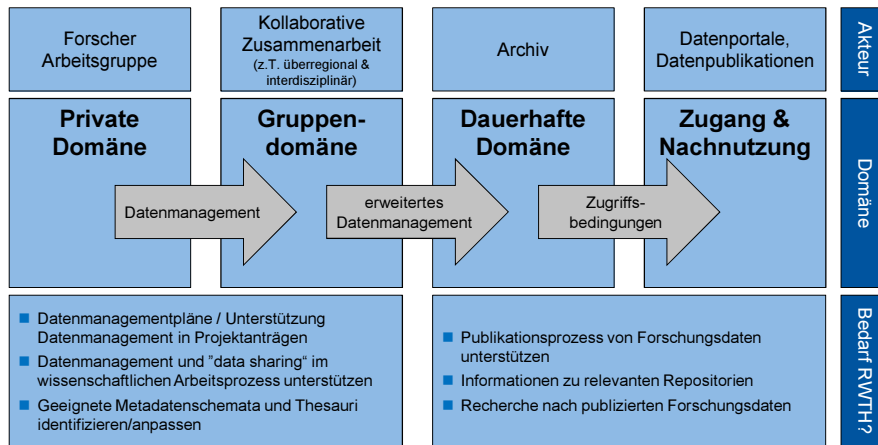 Forscher
Arbeitsgruppe
Kollaborative
Zusammenarbeit
(z.T. überregional &
interdisziplinär)
Archiv
Datenportale,
Datenpublikationen
Akteur
Private
Domäne
Gruppen-
domäne
Dauerhafte
Domäne
Zugang &
Nachnutzung
Domäne
Datenmanagement
erweitertes
Datenmanagement
Zugriffs-
bedingungen
Datenmanagementpläne / Unterstützung
Datenmanagement in Projektanträgen
Datenmanagement und ”data sharing“ im
wissenschaftlichen Arbeitsprozess unterstützen
Geeignete Metadatenschemata und Thesauri
identifizieren/anpassen
Publikationsprozess von Forschungsdaten
unterstützen
Informationen zu relevanten Repositorien
Recherche nach publizierten Forschungsdaten
Bedarf RWTH?